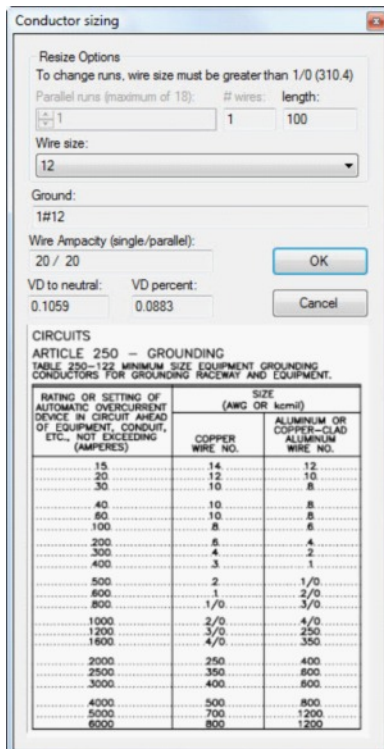 Conductor sizing
Resize Options
To change runs, wire size must be greater than 1/0 (310.4)
Parallel runs (maximum of 18): # wires: length:
1 1 100
Wire size:
12
Ground:
1#12
Wire Ampacity (single/parallel):
20 / 20
OK
VD to neutral: VD percent:
0.1059 0.0883
Cancel
CIRCUITS
ARTICLE 250 – GROUNDING
TABLE 250–122 MINIMUM SIZE EQUIPMENT GROUNDING
CONDUCTORS FOR GROUNDING RACEWAY AND EQUIPMENT.
RATING OR SETTING OF
AUTOMATIC OVERCURRENT
DEVICE IN CIRCUIT AHEAD
OF EQUIPMENT, CONDUIT,
ETC., NOT EXCEEDING
(AMPERES)
SIZE
(AWG OR kcmil)
COPPER
WIRE NO.
ALUMINUM OR
COPPER–CLAD
ALUMINUM
WIRE NO.
15 14 12
20 12 10
30 10 8
40 10 8
60 10 8
100 8 6
200 6 4
300 4 2
400 3 1
500 2 1/0
600 1 2/0
800 1/0 3/0
1000 2/0 4/0
1200 3/0 250
1600 4/0 350
2000 250 400
2500 350 600
3000 400 600
4000 500 800
5000 700 1200
6000 800 1200